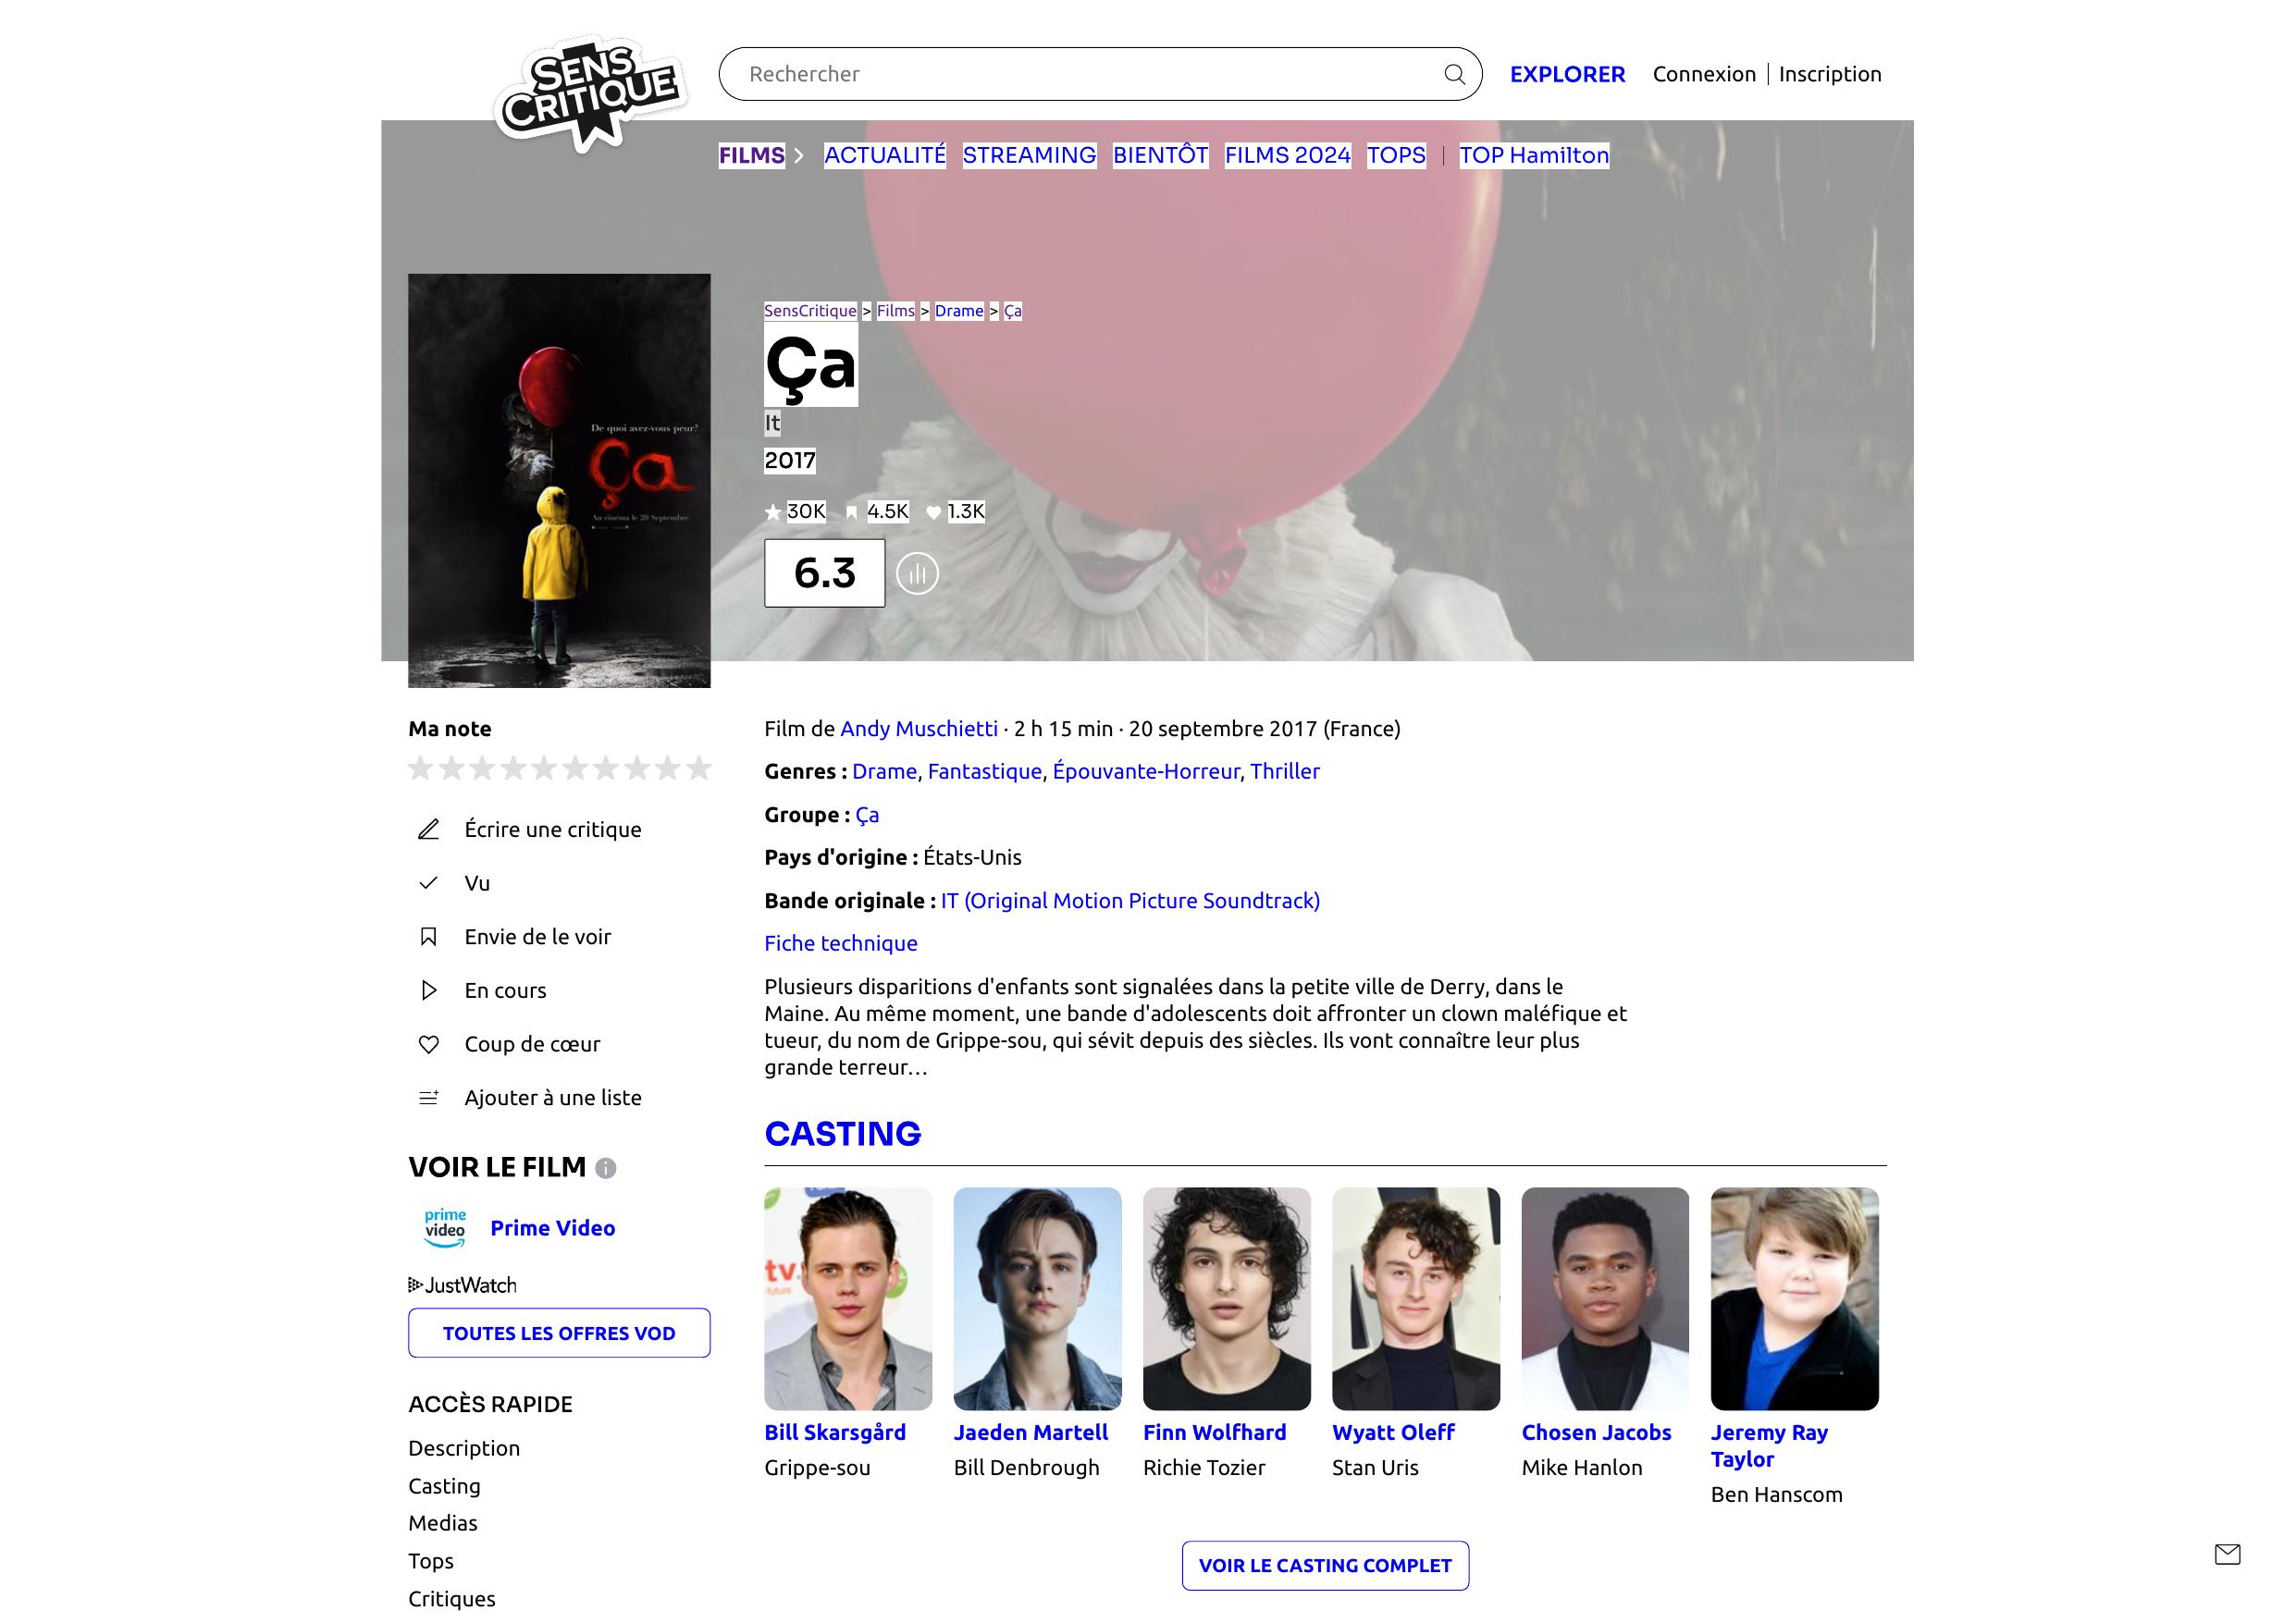 SENS CRITIQUE
Rechercher
EXPLORER
Connexion | Inscription
FILMS > ACTUALITÉ STREAMING BIENTÔT FILMS 2024 TOPS | TOP Hamilton
SensCritique > Films > Drame > Ça
Ça
It
2017
30K 4.5K 1.3K
6.3
De quoi avez-vous peur?
Ça
Au cinéma le 20 Septembre
Ma note
Écrire une critique
Vu
Envie de le voir
En cours
Coup de cœur
Ajouter à une liste
VOIR LE FILM
prime video
Prime Video
JustWatch
TOUTES LES OFFRES VOD
ACCÈS RAPIDE
Description
Casting
Medias
Tops
Critiques
Film de Andy Muschietti · 2 h 15 min · 20 septembre 2017 (France)
Genres : Drame, Fantastique, Épouvante-Horreur, Thriller
Groupe : Ça
Pays d'origine : États-Unis
Bande originale : IT (Original Motion Picture Soundtrack)
Fiche technique
Plusieurs disparitions d'enfants sont signalées dans la petite ville de Derry, dans le
Maine. Au même moment, une bande d'adolescents doit affronter un clown maléfique et
tueur, du nom de Grippe-sou, qui sévit depuis des siècles. Ils vont connaître leur plus
grande terreur…
CASTING
tv.
Bill Skarsgård
Grippe-sou
Jaeden Martell
Bill Denbrough
Finn Wolfhard
Richie Tozier
Wyatt Oleff
Stan Uris
Chosen Jacobs
Mike Hanlon
Jeremy Ray
Taylor
Ben Hanscom
VOIR LE CASTING COMPLET